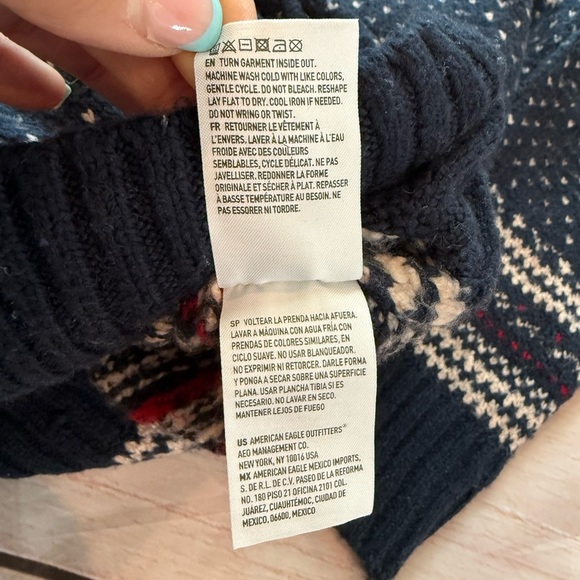 EN TURN GARMENT INSIDE OUT.
MACHINE WASH COLD WITH LIKE COLORS,
GENTLE CYCLE. DO NOT BLEACH. RESHAPE
LAY FLAT TO DRY. COOL IRON IF NEEDED.
DO NOT WRING OR TWIST.
FR RETOURNER LE VÊTEMENT À
L'ENVERS. LAVER À LA MACHINE À L'EAU
FROIDE AVEC DES COULEURS
SEMBLABLES, CYCLE DÉLICAT. NE PAS
JAVELLISER. REDONNER LA FORME
ORIGINALE ET SÉCHER À PLAT. REPASSER
À BASSE TEMPÉRATURE AU BESOIN. NE
PAS ESSORER NI TORDRE.
SP VOLTEAR LA PRENDA HACIA AFUERA.
LAVAR A MÁQUINA CON AGUA FRÍA CON
PRENDAS DE COLORES SIMILARES, EN
CICLO SUAVE. NO USAR BLANQUEADOR.
NO EXPRIMIR NI RETORCER. DARLE FORMA
Y PONGA A SECAR SOBRE UNA SUPERFICIE
PLANA. USAR PLANCHA TIBIA SI ES
NECESARIO. NO LAVAR EN SECO.
MANTENER LEJOS DE FUEGO
US AMERICAN EAGLE OUTFITTERS®
AEO MANAGEMENT CO.
NEW YORK, NY 10016 USA
MX AMERICAN EAGLE MEXICO IMPORTS,
S. DE R.L. DE C.V. PASEO DE LA REFORMA
NO. 180 PISO 21 OFICINA 2101 COL.
JUÁREZ, CUAUHTÉMOC, CIUDAD DE
MEXICO, 06600, MEXICO